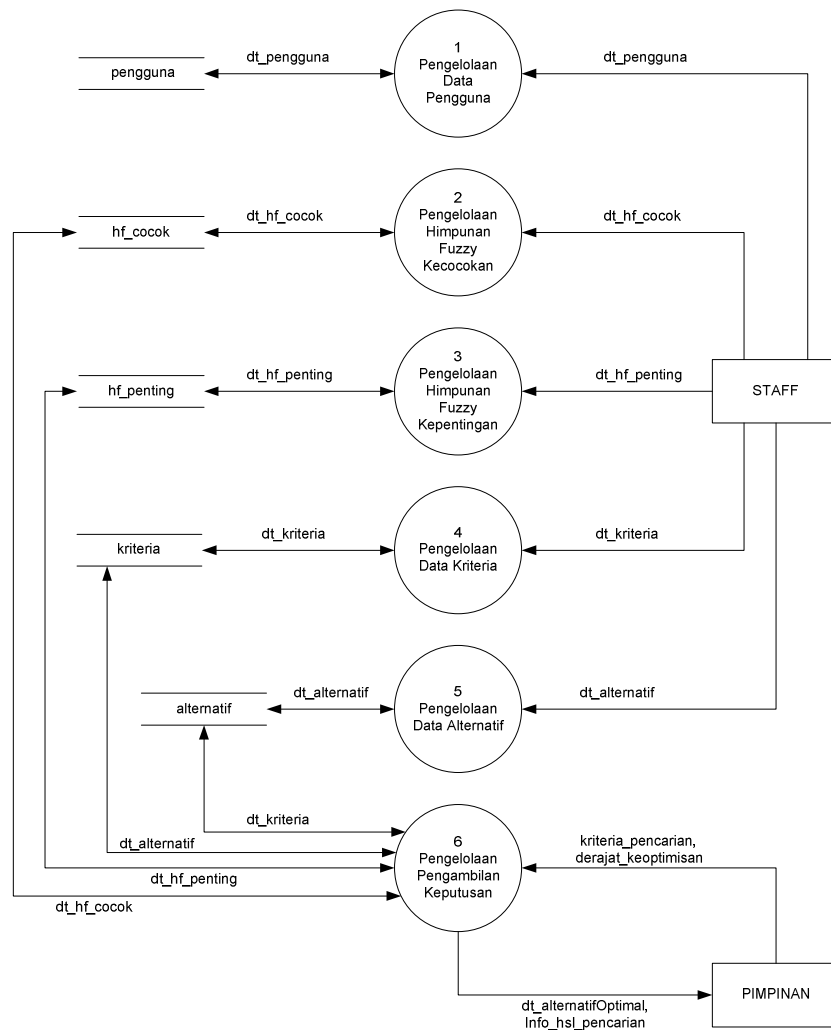 1
Pengelolaan
Data
Pengguna
dt_pengguna
dt_pengguna
pengguna
2
Pengelolaan
Himpunan
Fuzzy
Kecocokan
dt_hf_cocok
dt_hf_cocok
hf_cocok
3
Pengelolaan
Himpunan
Fuzzy
Kepentingan
dt_hf_penting
dt_hf_penting
hf_penting
STAFF
4
Pengelolaan
Data Kriteria
dt_kriteria
dt_kriteria
kriteria
5
Pengelolaan
Data Alternatif
dt_alternatif
dt_alternatif
alternatif
dt_kriteria
dt_alternatif
dt_hf_penting
dt_hf_cocok
6
Pengelolaan
Pengambilan
Keputusan
kriteria_pencarian,
derajat_keoptimisan
PIMPINAN
dt_alternatifOptimal,
Info_hsl_pencarian